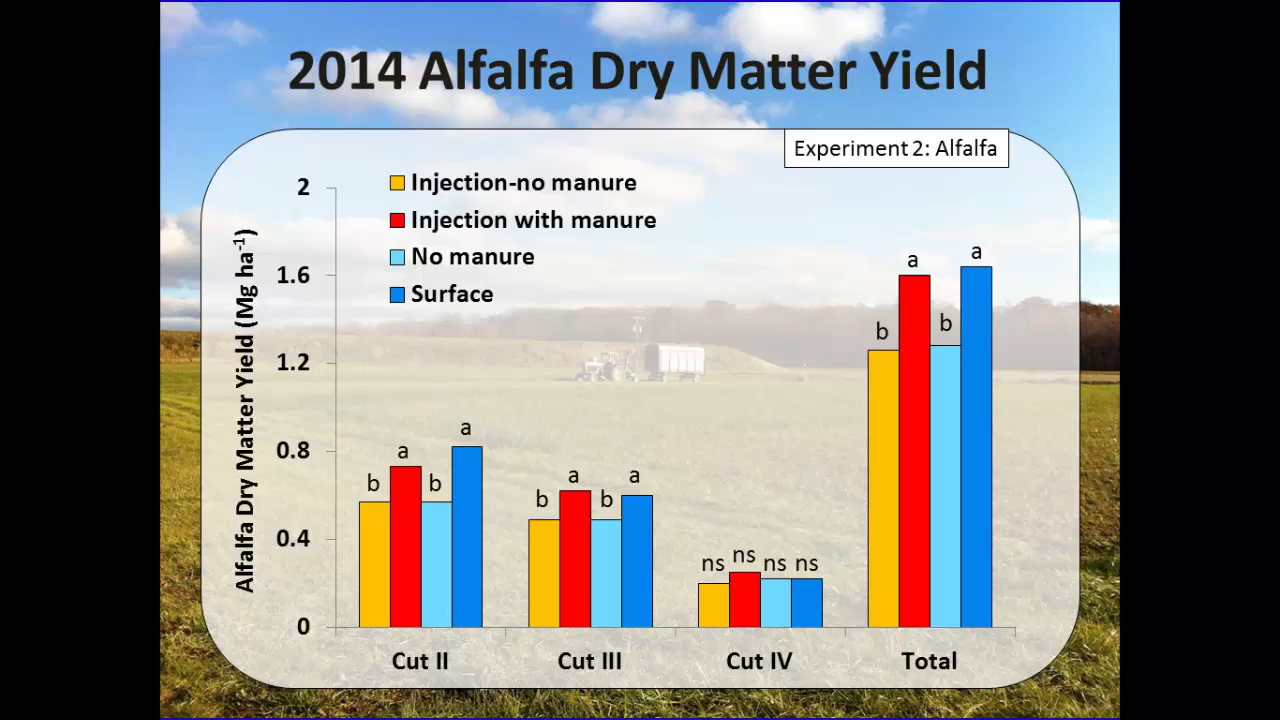 2014 Alfalfa Dry Matter Yield
Experiment 2: Alfalfa
Injection-no manure
Injection with manure
No manure
Surface
Alfalfa Dry Matter Yield (Mg ha⁻¹)
2
1.6
1.2
0.8
0.4
0
b a b a
b a b a
ns ns ns ns
b a b a
Cut II Cut III Cut IV Total